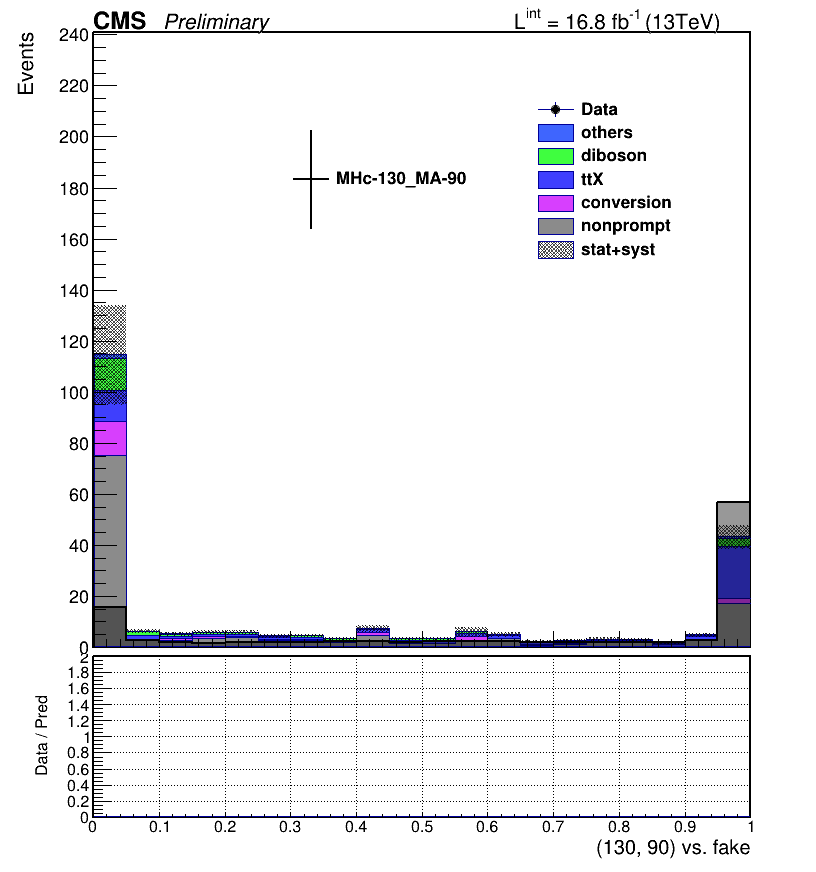 CMS Preliminary
L^int = 16.8 fb^-1 (13TeV)
Events
240
220
200
180
160
140
120
100
80
60
40
20
0
Data
others
diboson
ttX
conversion
nonprompt
stat+syst
MHc-130_MA-90
Data / Pred
2
1.8
1.6
1.4
1.2
1
0.8
0.6
0.4
0.2
0
0 0.1 0.2 0.3 0.4 0.5 0.6 0.7 0.8 0.9 1
(130, 90) vs. fake